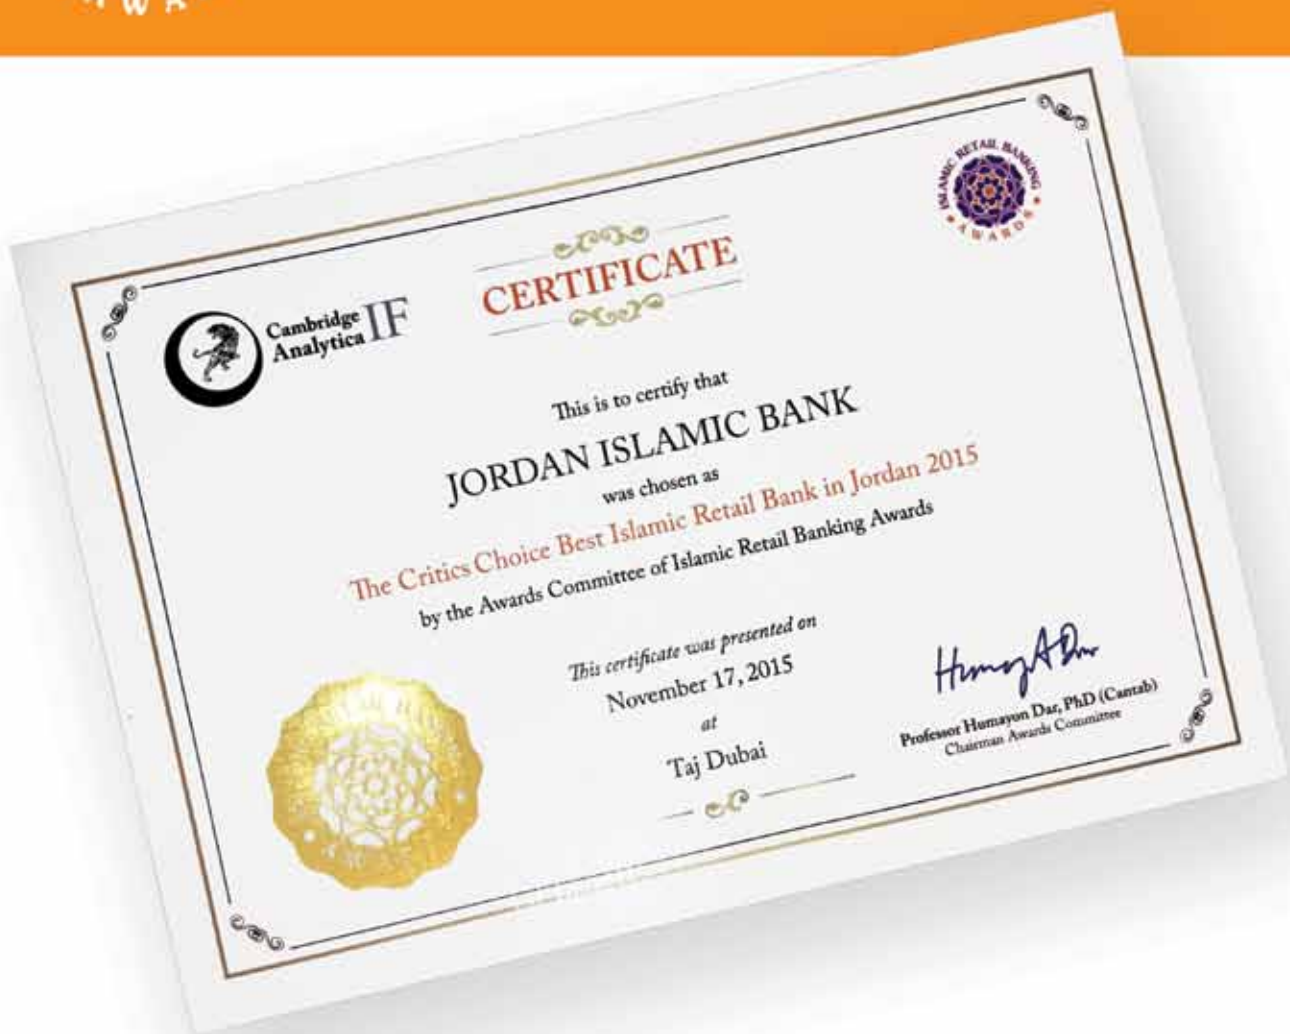 W A
ISLAMIC RETAIL BANKING
AWARDS
CERTIFICATE
Cambridge
Analytica IF
This is to certify that
JORDAN ISLAMIC BANK
was chosen as
The Critics Choice Best Islamic Retail Bank in Jordan 2015
by the Awards Committee of Islamic Retail Banking Awards
This certificate was presented on
November 17, 2015
at
Taj Dubai
Professor Humayon Dar, PhD (Cantab)
Chairman Awards Committee